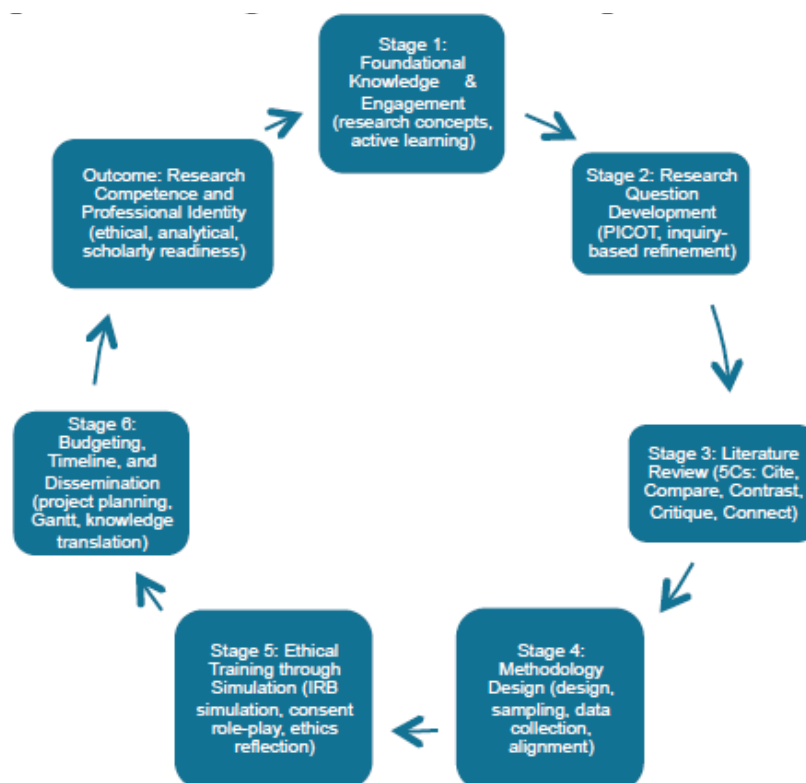 Stage 1:
Foundational
Knowledge &
Engagement
(research concepts,
active learning)
Stage 2: Research
Question
Development
(PICOT, inquiry-
based refinement)
Stage 3: Literature
Review (5Cs: Cite,
Compare, Contrast,
Critique, Connect)
Stage 4:
Methodology
Design (design,
sampling, data
collection,
alignment)
Stage 5: Ethical
Training through
Simulation (IRB
simulation, consent
role-play, ethics
reflection)
Stage 6:
Budgeting,
Timeline, and
Dissemination
(project planning,
Gantt, knowledge
translation)
Outcome: Research
Competence and
Professional Identity
(ethical, analytical,
scholarly readiness)